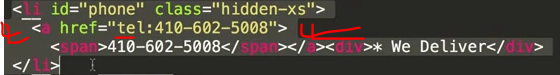 <li id="phone" class="hidden-xs">
<a href="tel:410-602-5008">
<span>410-602-5008</span></a><div>* We Deliver</div>
</li>